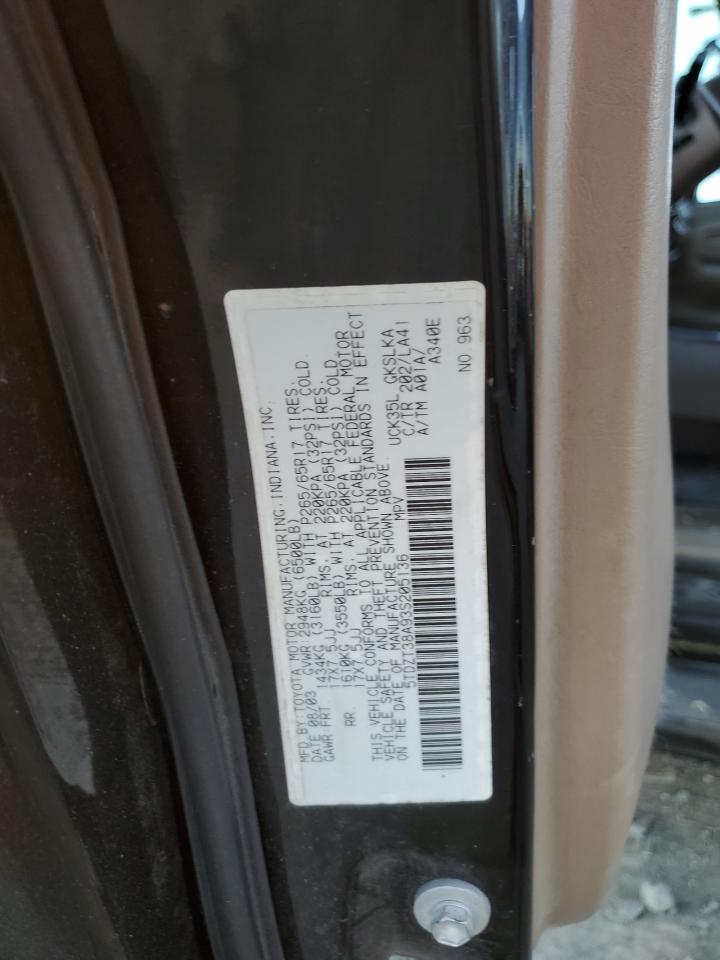 MFD.BY:TOYOTA MOTOR MANUFACTURING.INDIANA.INC.
DATE 08/03 GVWR:2948KG (6500LB)
GAWR:FRT 1434KG (3160LB) WITH P265/65R17 TIRES.
17X7.5JJ RIMS. AT 220KPA (32PSI) COLD.
RR. 1610KG (3550LB) WITH P265/65R17 TIRES.
17X7.5JJ RIMS. AT 220KPA (32PSI) COLD.
THIS VEHICLE CONFORMS TO ALL APPLICABLE FEDERAL MOTOR
VEHICLE SAFETY AND THEFT PREVENTION STANDARDS IN EFFECT
ON THE DATE OF MANUFACTURE SHOWN ABOVE.
5TDZT38A93S205136 MPV
UCK35L GKSLKA
C/TR 202/LA41
A/TM A01A/
A340E
NO 963